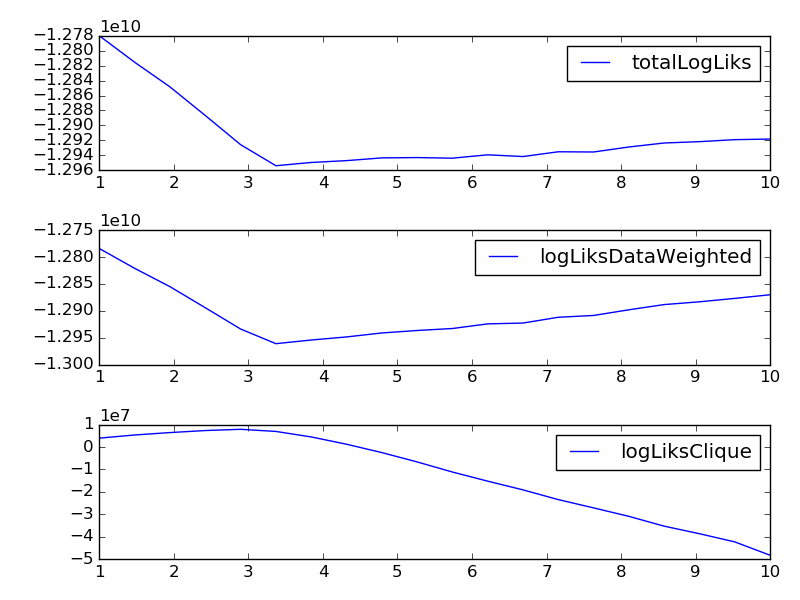 1e10
−1.278
−1.280
−1.282
−1.284
−1.286
−1.288
−1.290
−1.292
−1.294
−1.296
totalLogLiks
1 2 3 4 5 6 7 8 9 10
1e10
−1.275
−1.280
−1.285
−1.290
−1.295
−1.300
logLiksDataWeighted
1 2 3 4 5 6 7 8 9 10
1e7
1
0
−1
−2
−3
−4
−5
logLiksClique
1 2 3 4 5 6 7 8 9 10